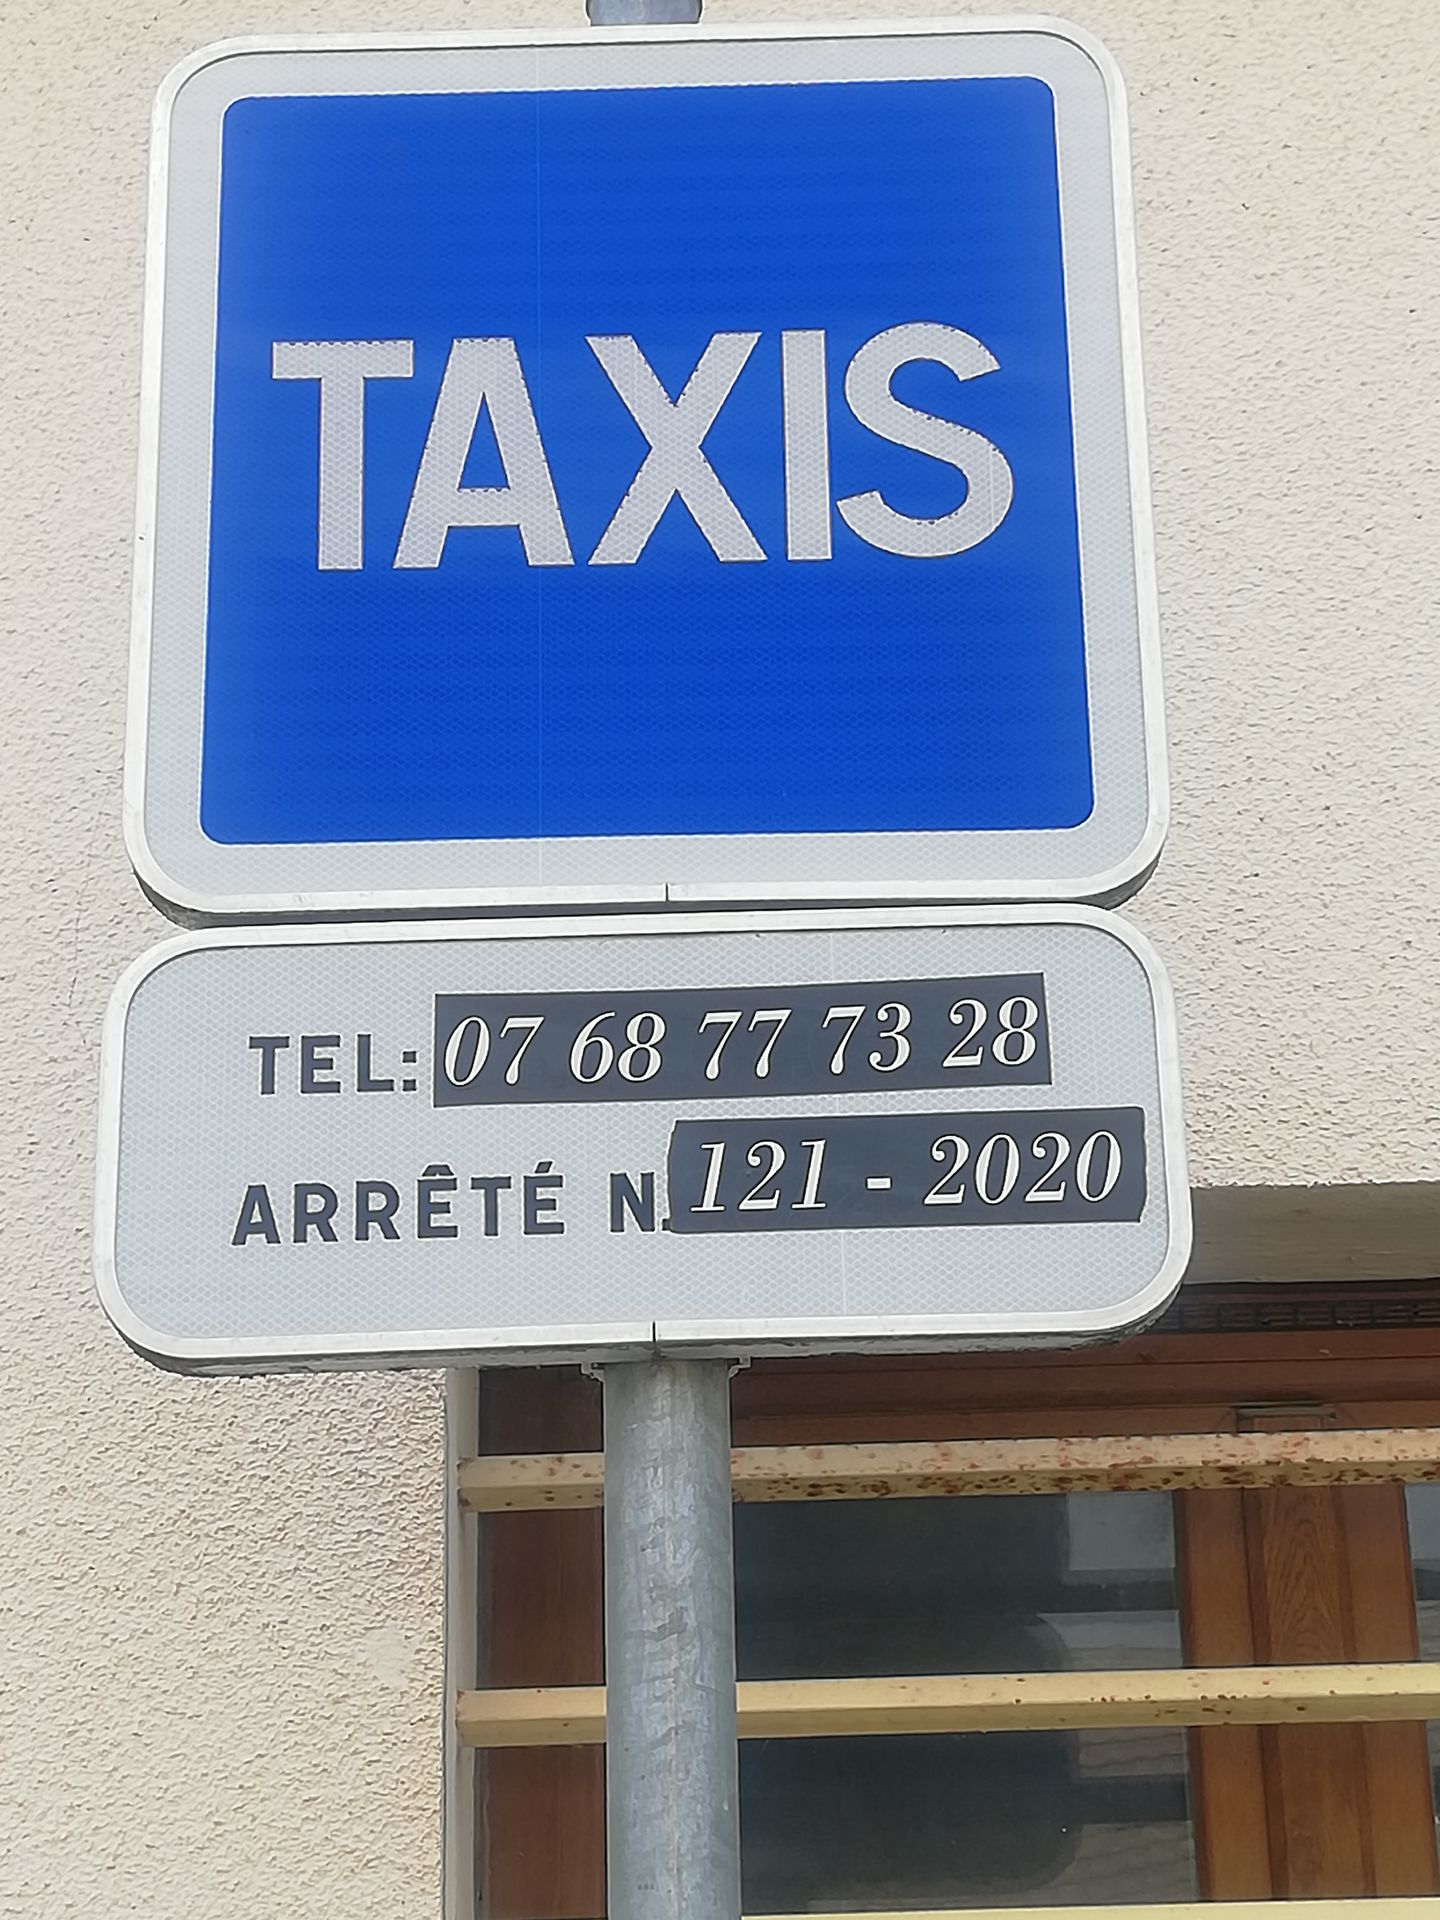 TAXIS
TEL: 07 68 77 73 28
ARRÊTÉ N. 121 - 2020